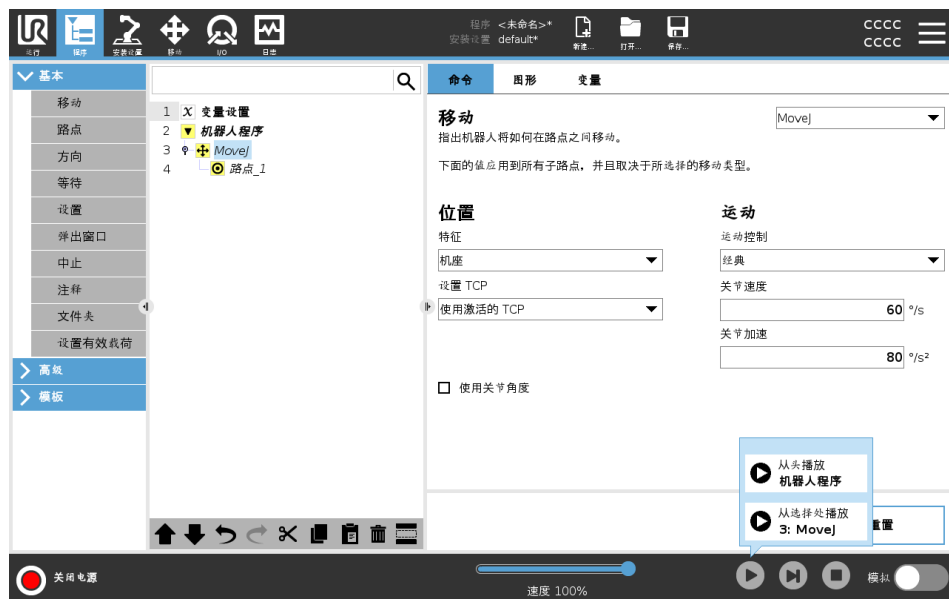 UR
运行
程序
安装设置
移动
I/O
日志
程序 <未命名>*
安装设置 default*
新建...
打开...
保存...
cccc
cccc
基本
移动
路点
方向
等待
设置
弹出窗口
中止
注释
文件夹
设置有效载荷
高级
模板
1 x 变量设置
2 机器人程序
3 MoveJ
4 路点_1
命令
图形
变量
移动
MoveJ
指出机器人将如何在路点之间移动。
下面的值应用到所有子路点，并且取决于所选择的移动类型。
位置
特征
机座
设置 TCP
使用激活的 TCP
使用关节角度
运动
运动控制
经典
关节速度
60 °/s
关节加速
80 °/s²
从头播放
机器人程序
从选择处播放
3: MoveJ
重置
关闭电源
速度 100%
模拟